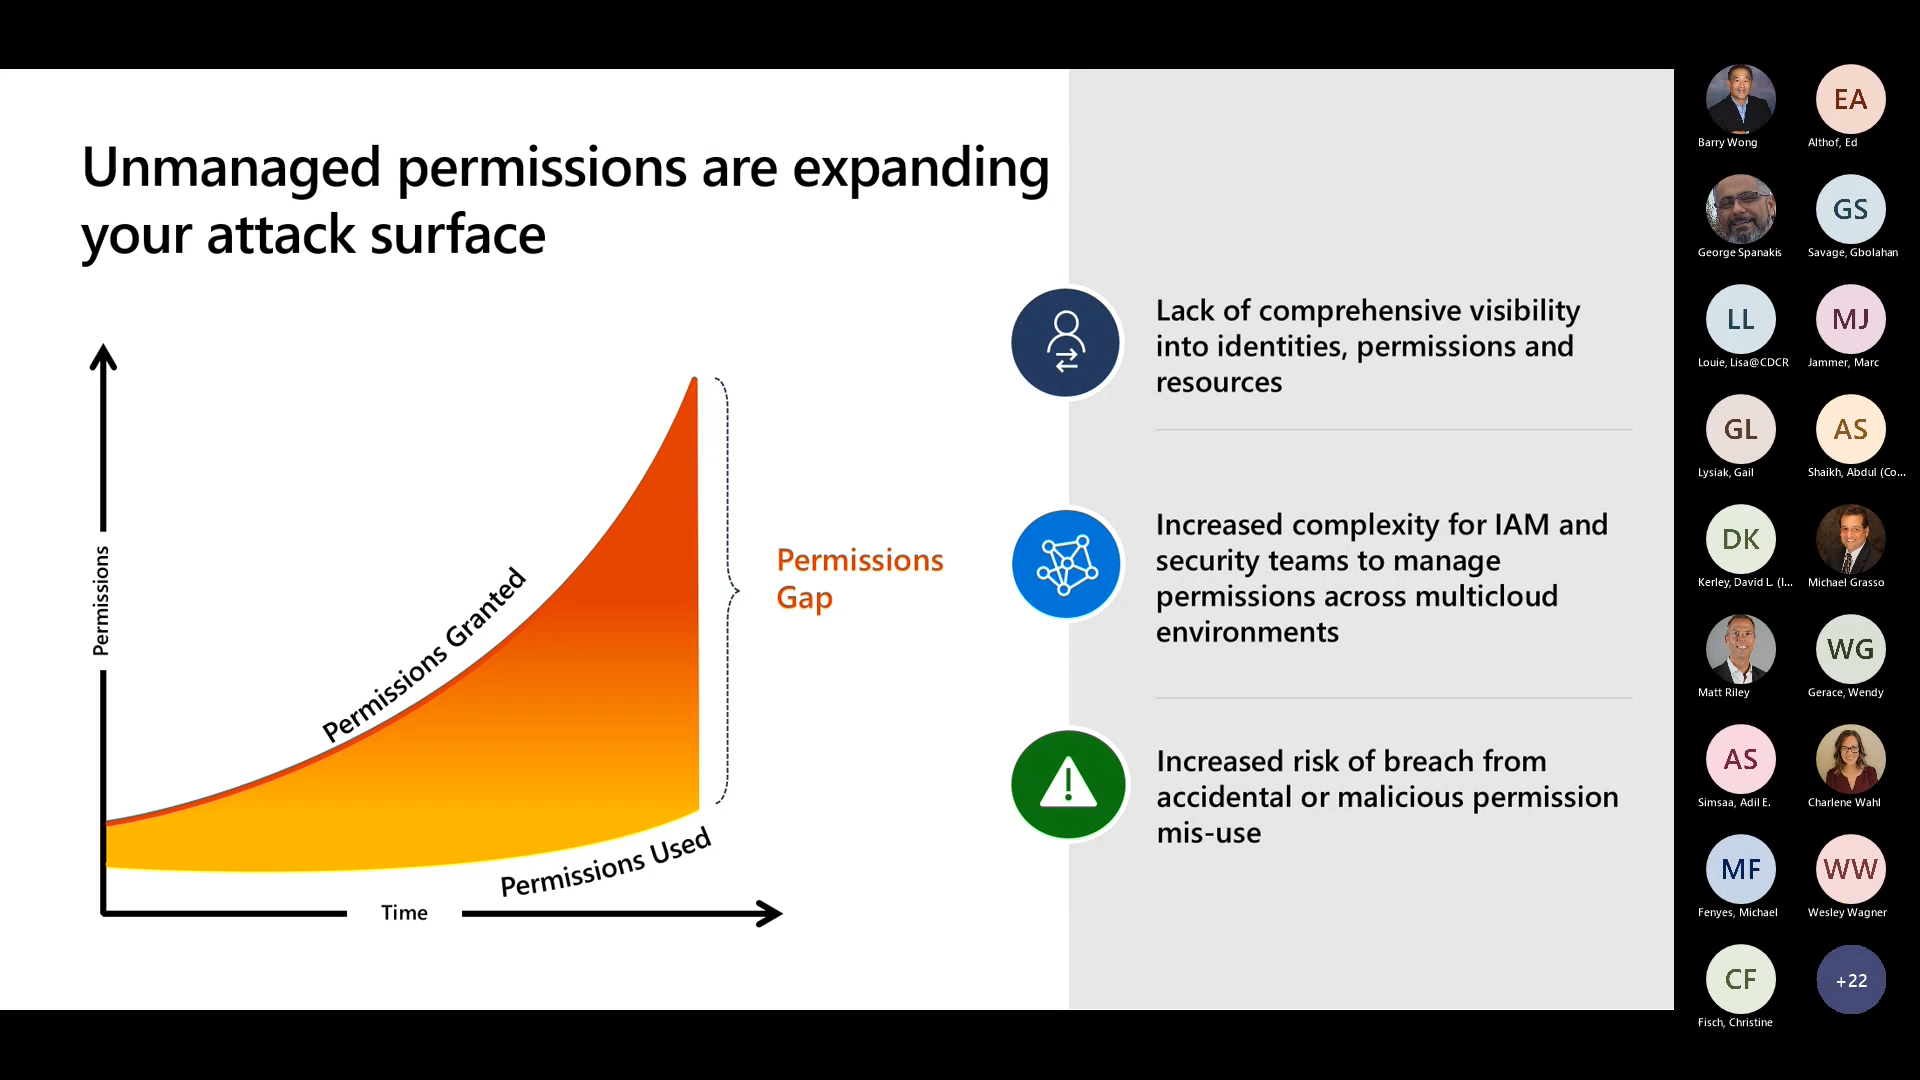 Unmanaged permissions are expanding
your attack surface
Permissions
Permissions Granted
Permissions Used
Time
Permissions
Gap
Lack of comprehensive visibility
into identities, permissions and
resources
Increased complexity for IAM and
security teams to manage
permissions across multicloud
environments
Increased risk of breach from
accidental or malicious permission
mis-use
Barry Wong
EA
Althof, Ed
George Spanakis
GS
Savage, Gbolahan
LL
Louie, Lisa@CDCR
MJ
Jammer, Marc
GL
Lysiak, Gail
AS
Shaikh, Abdul (Co...
DK
Kerley, David L. (I...
Michael Grasso
Matt Riley
WG
Gerace, Wendy
AS
Simsaa, Adil E.
Charlene Wahl
MF
Fenyes, Michael
WW
Wesley Wagner
CF
Fisch, Christine
+22